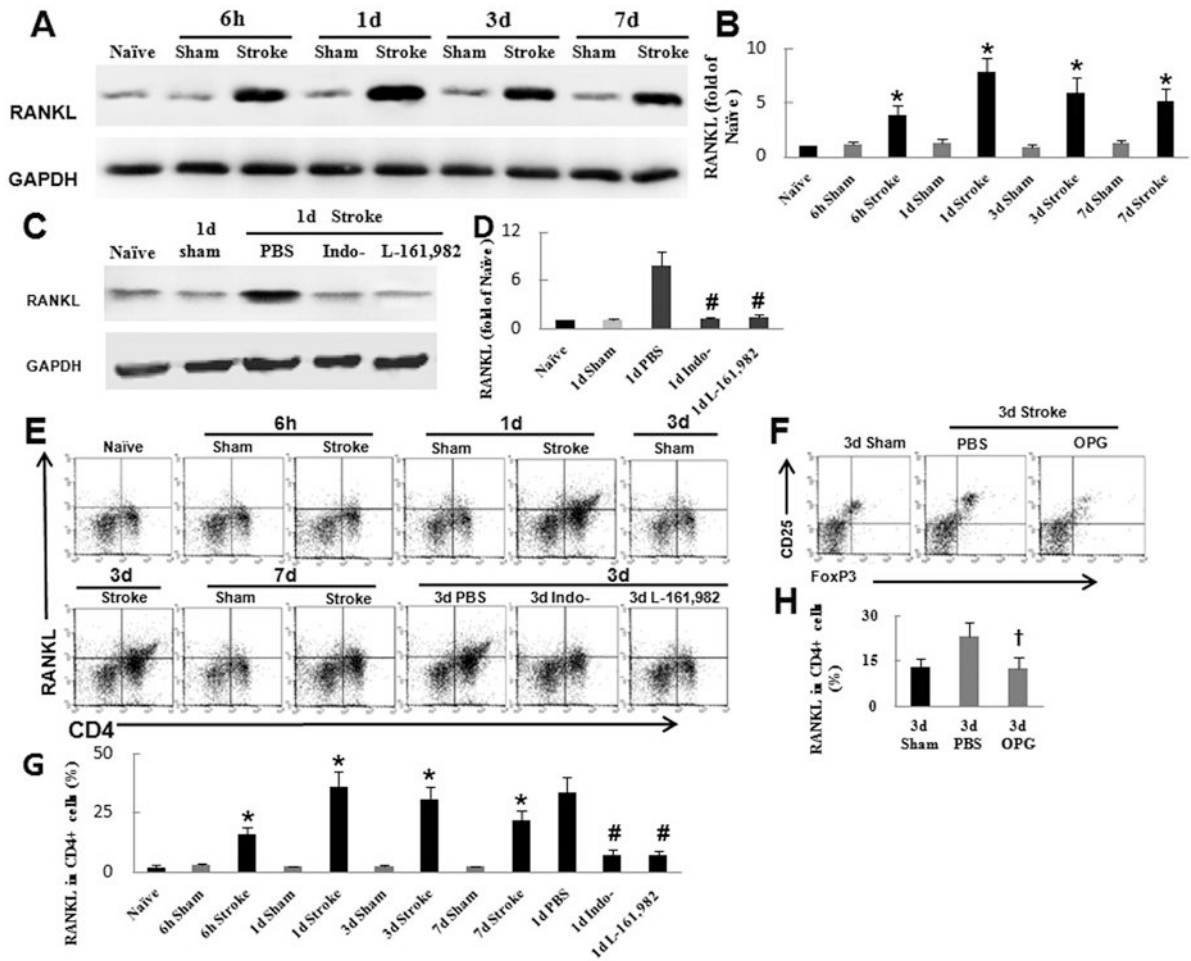 A
6h 1d 3d 7d
Naïve Sham Stroke Sham Stroke Sham Stroke Sham Stroke
RANKL
GAPDH
B
RANKL (fold of
Naïve )
10
5
0
Naïve
6h Sham
6h Stroke
1d Sham
1d Stroke
3d Sham
3d Stroke
7d Sham
7d Stroke
* * * *
C
1d Stroke
1d
Naïve sham PBS Indo- L-161,982
RANKL
GAPDH
D
RANKL (fold of Naïve)
12
6
0
# #
Naïve
1d Sham
1d PBS
1d Indo-
1d L-161,982
E
6h 1d 3d
Naïve Sham Stroke Sham Stroke Sham
3d 7d 3d
Stroke Sham Stroke 3d PBS 3d Indo- 3d L-161,982
RANKL
CD4
F
3d Stroke
3d Sham PBS OPG
CD25
FoxP3
H
RANKL in CD4+ cells
(%)
30
15
0
†
3d 3d 3d
Sham PBS OPG
G
RANKL in CD4+ cells (%)
50
25
0
* * * * # #
Naïve
6h Sham
6h Stroke
1d Sham
1d Stroke
3d Sham
3d Stroke
7d Sham
7d Stroke
1d PBS
1d Indo-
1d L-161,982